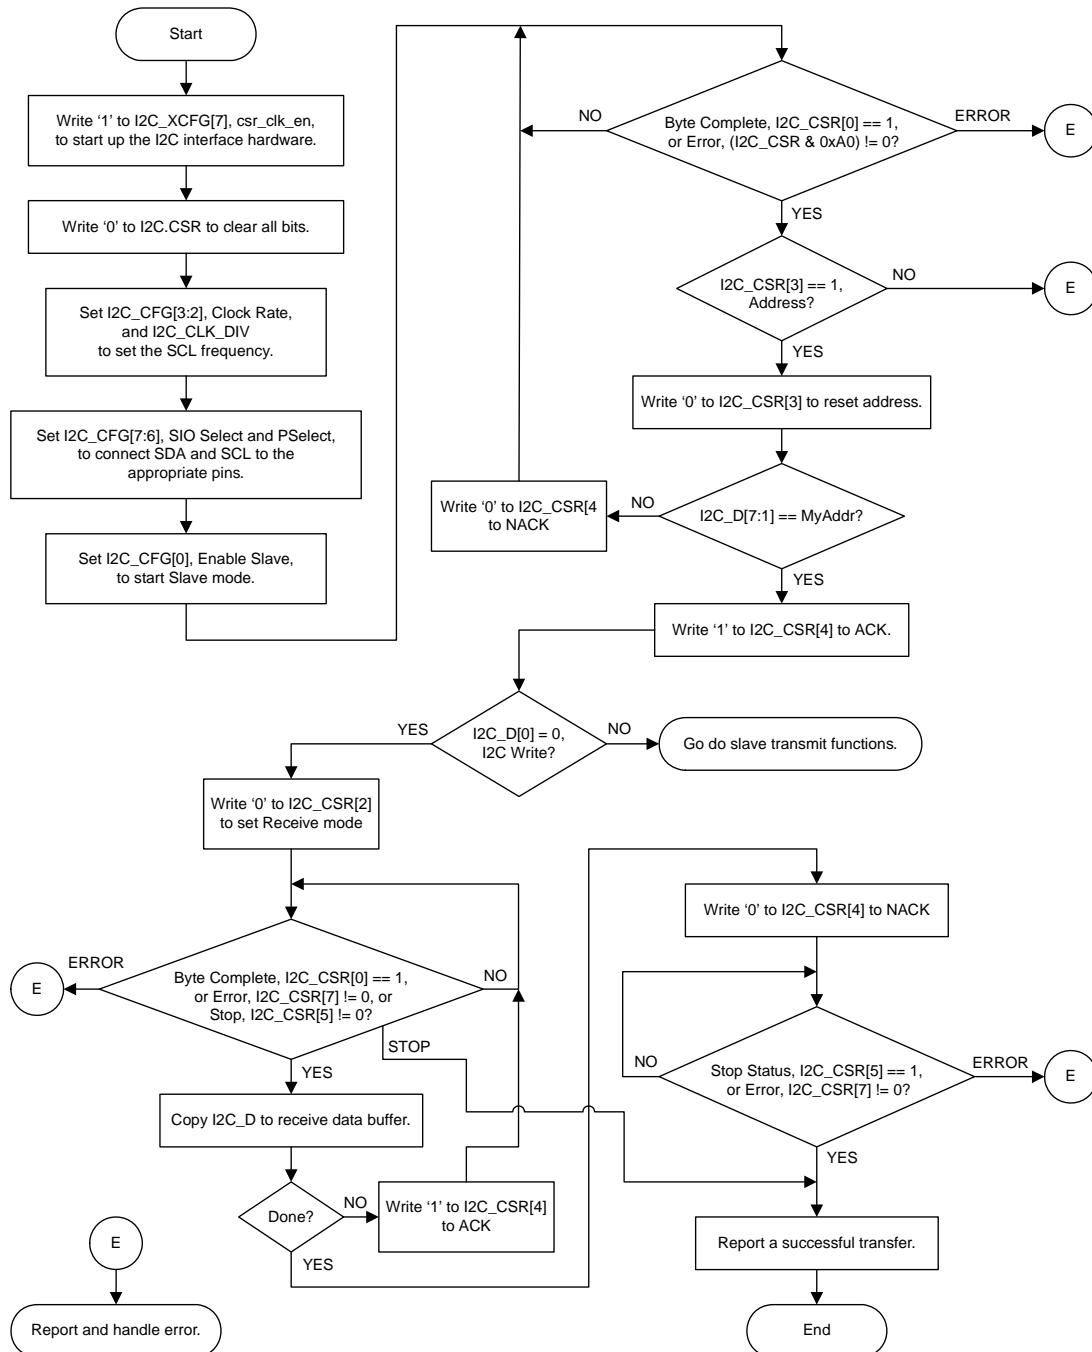 Start
Write ‘1’ to I2C_XCFG[7], csr_clk_en,
to start up the I2C interface hardware.
Write ‘0’ to I2C.CSR to clear all bits.
Set I2C_CFG[3:2], Clock Rate,
and I2C_CLK_DIV
to set the SCL frequency.
Set I2C_CFG[7:6], SIO Select and PSelect,
to connect SDA and SCL to the
appropriate pins.
Set I2C_CFG[0], Enable Slave,
to start Slave mode.
NO
Byte Complete, I2C_CSR[0] == 1,
or Error, (I2C_CSR & 0xA0) != 0?
ERROR
E
YES
I2C_CSR[3] == 1,
Address?
NO
E
YES
Write ‘0’ to I2C_CSR[3] to reset address.
I2C_D[7:1] == MyAddr?
NO
Write ‘0’ to I2C_CSR[4
to NACK
YES
Write ‘1’ to I2C_CSR[4] to ACK.
I2C_D[0] = 0,
I2C Write?
YES
NO
Go do slave transmit functions.
Write ‘0’ to I2C_CSR[2]
to set Receive mode
ERROR
E
Byte Complete, I2C_CSR[0] == 1,
or Error, I2C_CSR[7] != 0, or
Stop, I2C_CSR[5] != 0?
NO
STOP
YES
Copy I2C_D to receive data buffer.
Done?
NO
Write ‘1’ to I2C_CSR[4]
to ACK
YES
Write ‘0’ to I2C_CSR[4] to NACK
NO
Stop Status, I2C_CSR[5] == 1,
or Error, I2C_CSR[7] != 0?
ERROR
E
YES
Report a successful transfer.
End
E
Report and handle error.